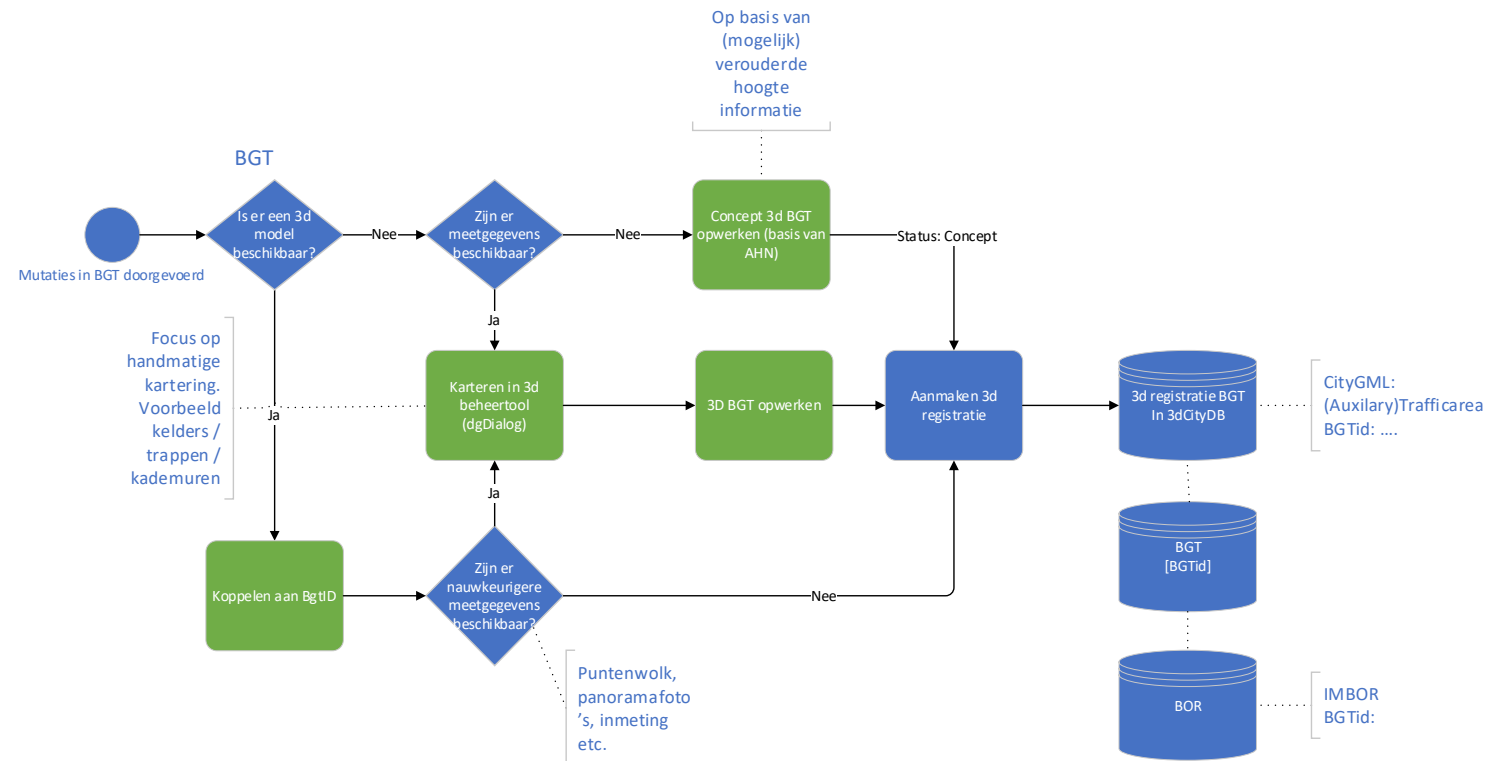 Op basis van
(mogelijk)
verouderde
hoogte
informatie
BGT
Is er een 3d
model
beschikbaar?
Nee
Zijn er
meetgegevens
beschikbaar?
Nee
Concept 3d BGT
opwerken (basis van
AHN)
Status: Concept
Mutaties in BGT doorgevoerd
Ja
Focus op
handmatige
kartering.
Voorbeeld
kelders /
trappen /
kademuren
Ja
Karteren in 3d
beheertool
(dgDialog)
3D BGT opwerken
Aanmaken 3d
registratie
3d registratie BGT
In 3dCityDB
CityGML:
(Auxilary)Trafficarea
BGTid: ....
Ja
Koppelen aan BgtID
Zijn er
nauwkeurigere
meetgegevens
beschikbaar?
Nee
BGT
[BGTid]
Puntenwolk,
panoramafoto
's, inmeting
etc.
BOR
IMBOR
BGTid: